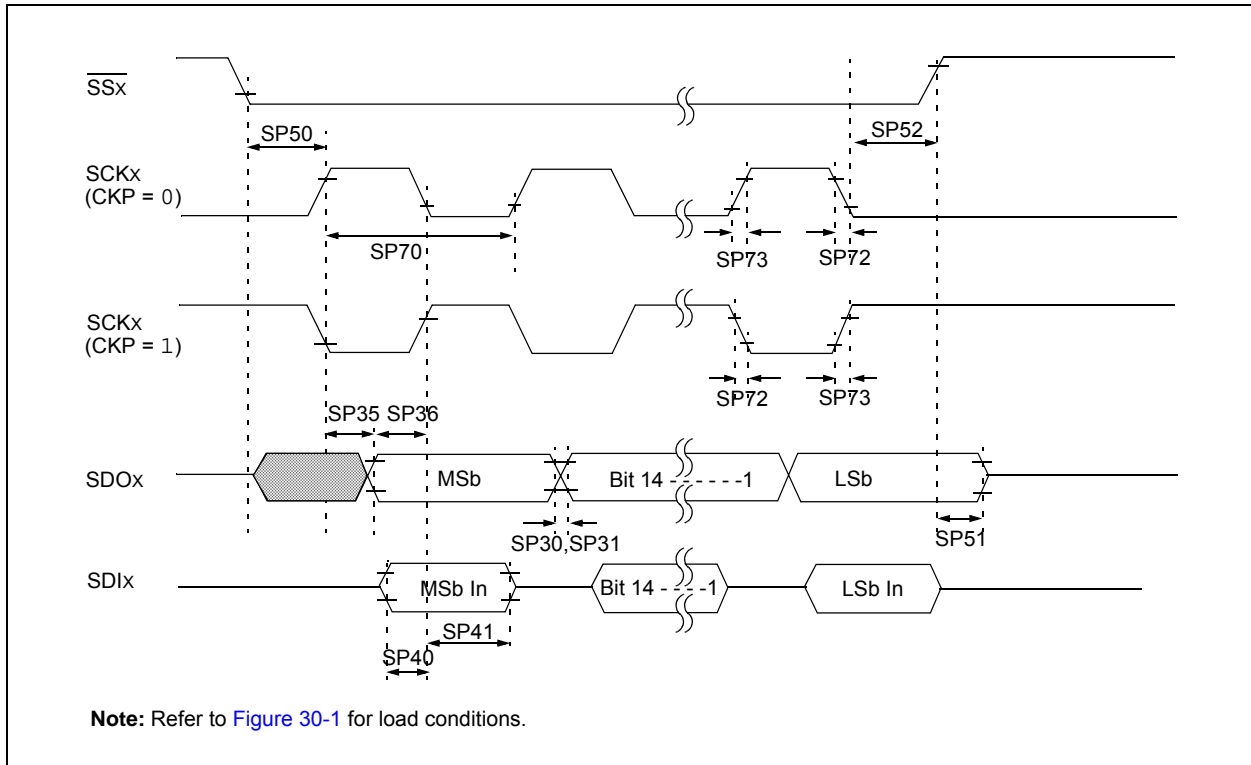 SSx
SP50
SP52
SCKx
(CKP = 0)
SP70
SP73
SP72
SCKx
(CKP = 1)
SP72
SP73
SP35
SP36
SDOx
MSb
Bit 14 - - - - - -1
LSb
SP30,SP31
SP51
SDIx
MSb In
Bit 14 - - - -1
LSb In
SP41
SP40
Note: Refer to Figure 30-1 for load conditions.